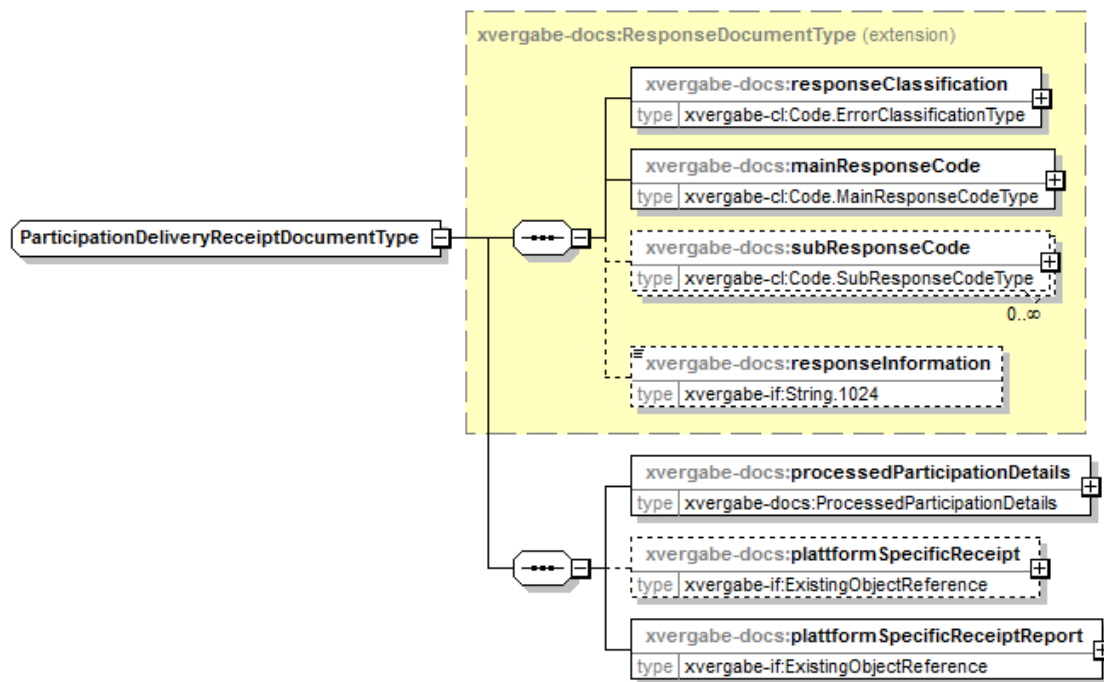 xvergabe-docs:ResponseDocumentType (extension)
xvergabe-docs:responseClassification
type xvergabe-cl:Code.ErrorClassificationType
xvergabe-docs:mainResponseCode
type xvergabe-cl:Code.MainResponseCodeType
ParticipationDeliveryReceiptDocumentType
xvergabe-docs:subResponseCode
type xvergabe-cl:Code.SubResponseCodeType
0..∞
xvergabe-docs:responseInformation
type xvergabe-if:String.1024
xvergabe-docs:processedParticipationDetails
type xvergabe-docs:ProcessedParticipationDetails
xvergabe-docs:plattformSpecificReceipt
type xvergabe-if:ExistingObjectReference
xvergabe-docs:plattformSpecificReceiptReport
type xvergabe-if:ExistingObjectReference